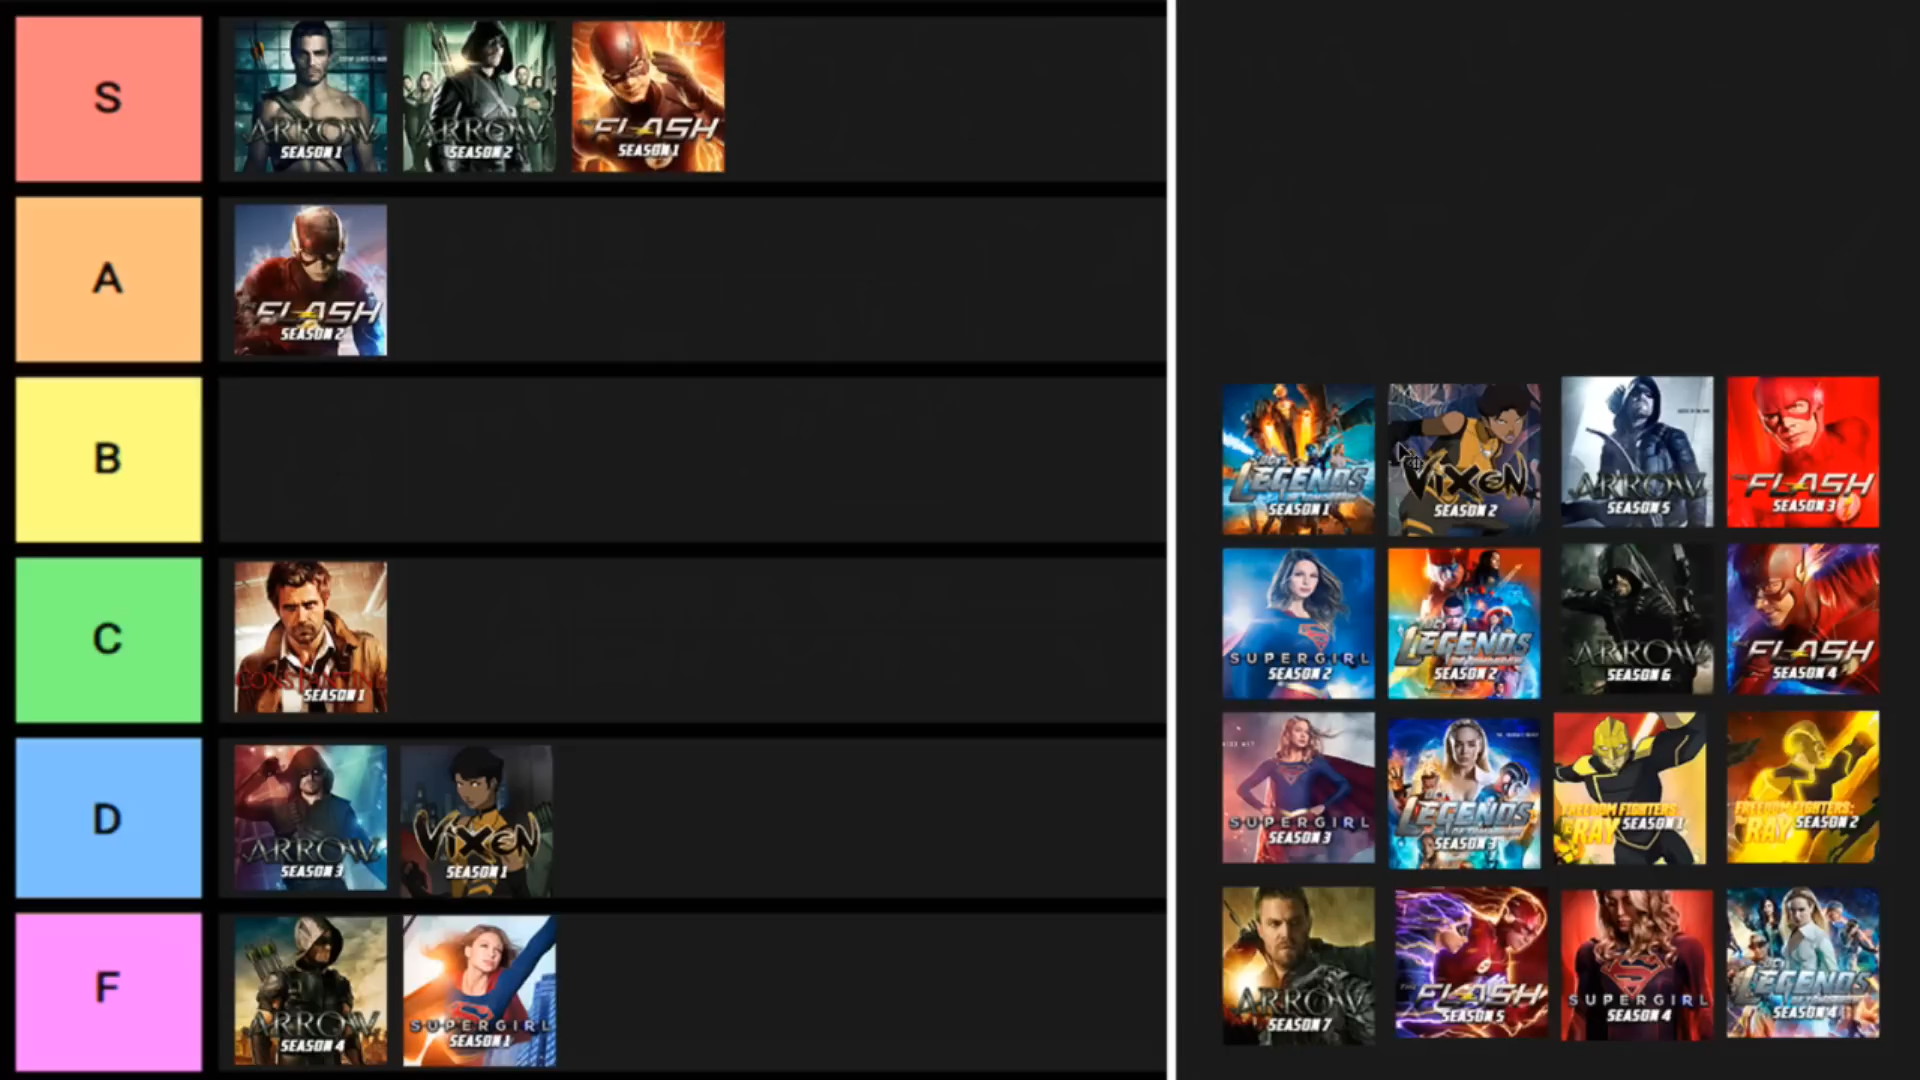 S
ARROW
SEASON 1
ARROW
SEASON 2
FLASH
SEASON 1
A
FLASH
SEASON 2
B
C
CONSTANTINE
SEASON 1
D
ARROW
SEASON 3
VIXEN
SEASON 1
F
ARROW
SEASON 4
SUPERGIRL
SEASON 1
LEGENDS
SEASON 1
VIXEN
SEASON 2
ARROW
SEASON 5
FLASH
SEASON 3
SUPERGIRL
SEASON 2
LEGENDS
SEASON 2
ARROW
SEASON 6
FLASH
SEASON 4
SUPERGIRL
SEASON 3
LEGENDS
OF TOMORROW
SEASON 3
FREEDOM FIGHTERS
RAY SEASON 1
FREEDOM FIGHTERS:
RAY SEASON 2
ARROW
SEASON 7
THE FLASH
SEASON 5
SUPERGIRL
SEASON 4
LEGENDS
SEASON 4